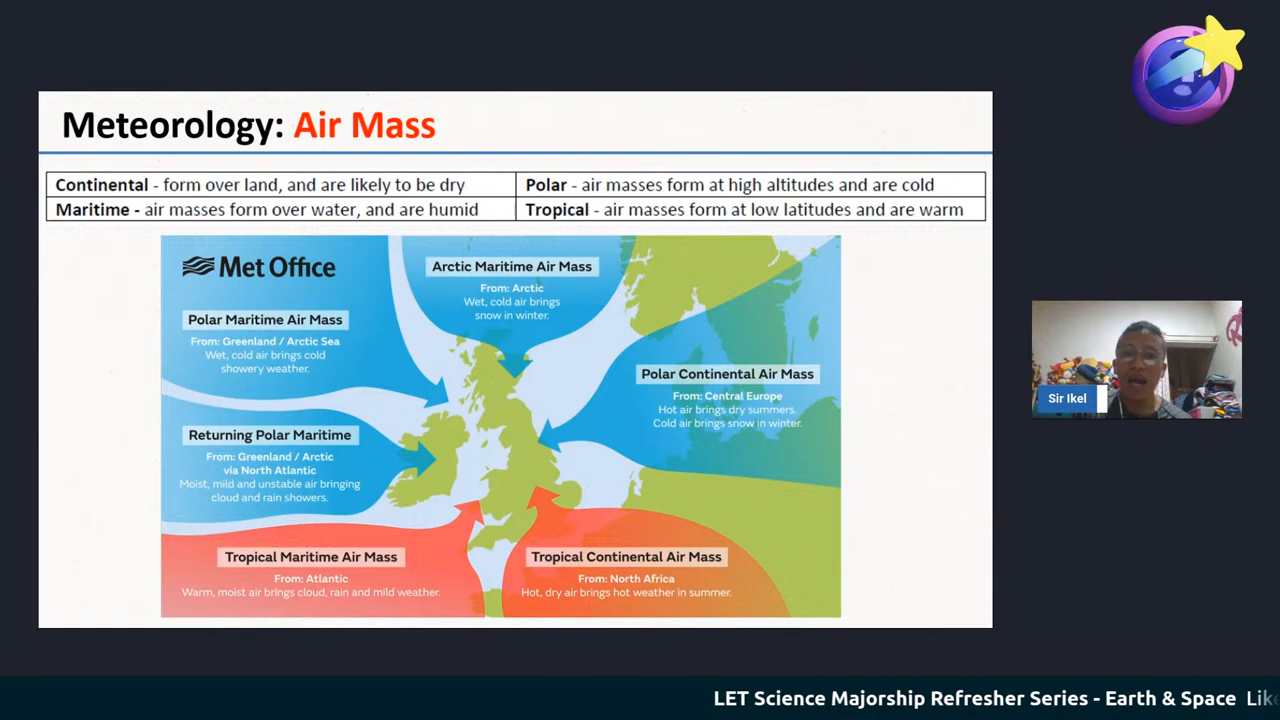 Meteorology: Air Mass
Continental - form over land, and are likely to be dry
Polar - air masses form at high altitudes and are cold
Maritime - air masses form over water, and are humid
Tropical - air masses form at low latitudes and are warm
Met Office
Arctic Maritime Air Mass
From: Arctic
Wet, cold air brings
snow in winter.
Polar Maritime Air Mass
From: Greenland / Arctic Sea
Wet, cold air brings cold
showery weather.
Polar Continental Air Mass
From: Central Europe
Hot air brings dry summers.
Cold air brings snow in winter.
Returning Polar Maritime
From: Greenland / Arctic
via North Atlantic
Moist, mild and unstable air bringing
cloud and rain showers.
Tropical Maritime Air Mass
From: Atlantic
Warm, moist air brings cloud, rain and mild weather.
Tropical Continental Air Mass
From: North Africa
Hot, dry air brings hot weather in summer.
Sir Ikel
LET Science Majorship Refresher Series - Earth & Space Lik